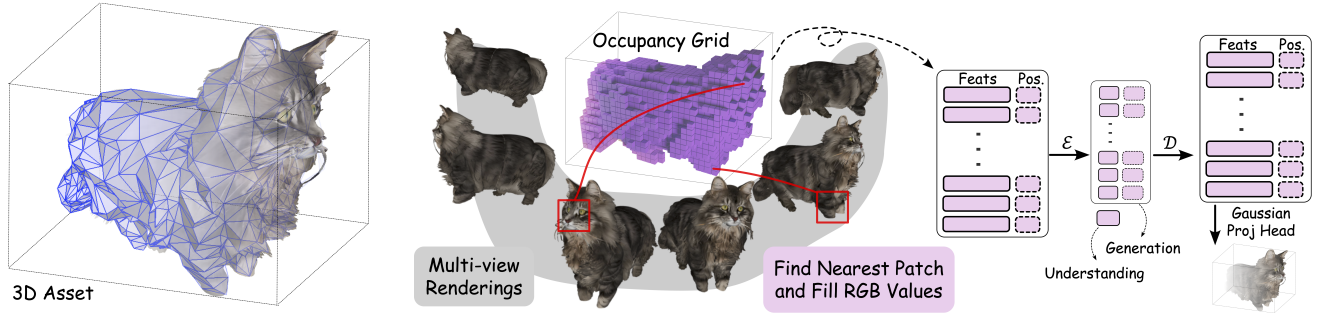 3D Asset
Occupancy Grid
Multi-view
Renderings
Find Nearest Patch
and Fill RGB Values
Feats Pos.
ℰ
Understanding
Generation
𝒟
Feats Pos.
Gaussian
Proj Head